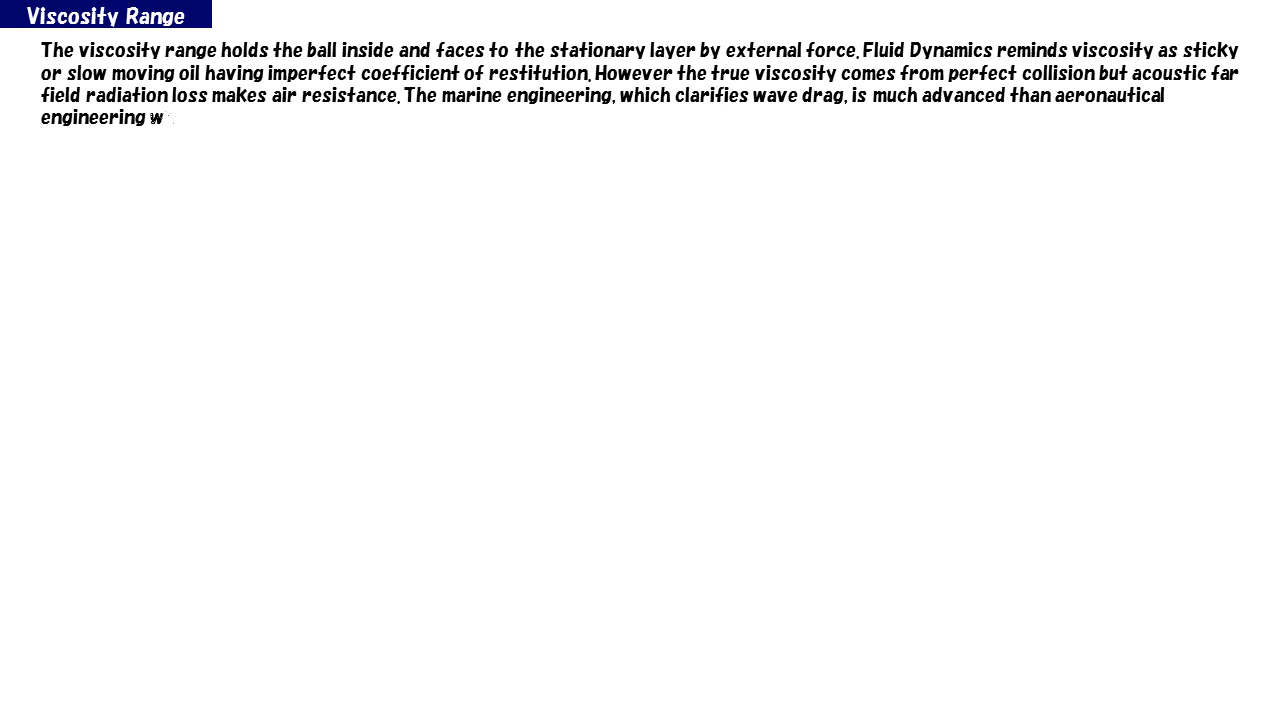 Viscosity Range
The viscosity range holds the ball inside and faces to the stationary layer by external force. Fluid Dynamics reminds viscosity as sticky
or slow moving oil having imperfect coefficient of restitution. However the true viscosity comes from perfect collision but acoustic far
field radiation loss makes air resistance. The marine engineering, which clarifies wave drag, is much advanced than aeronautical
engineering w